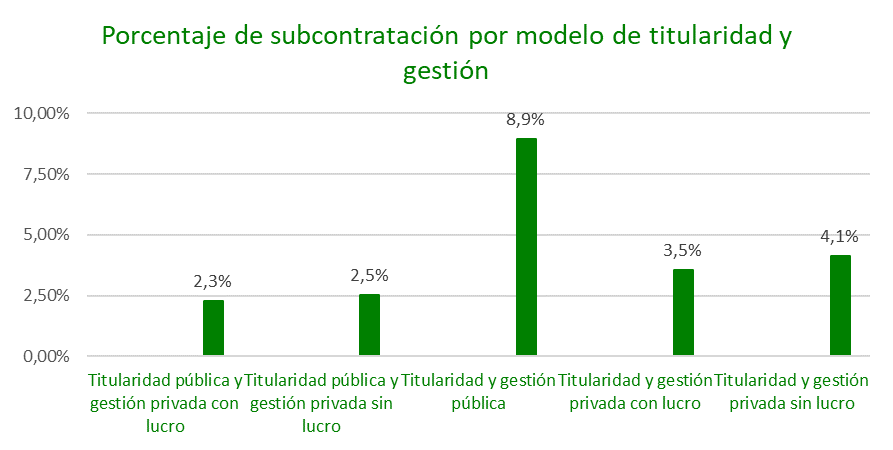 Porcentaje de subcontratación por modelo de titularidad y
gestión
10,00%
7,50%
5,00%
2,50%
0,00%
2,3%
2,5%
8,9%
3,5%
4,1%
Titularidad pública y
gestión privada con
lucro
Titularidad pública y
gestión privada sin
lucro
Titularidad y gestión
pública
Titularidad y gestión
privada con lucro
Titularidad y gestión
privada sin lucro